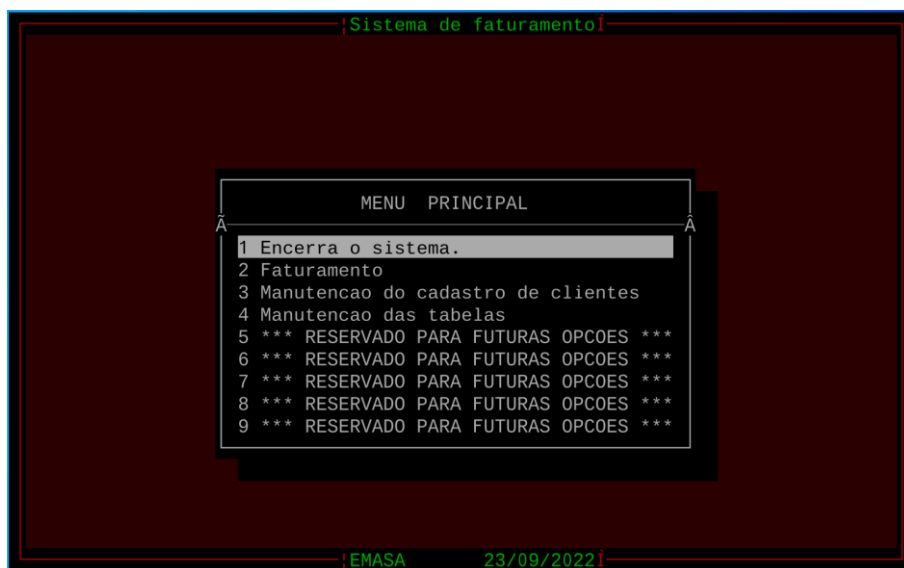 ¦Sistema de faturamentoÌ
MENU PRINCIPAL
1 Encerra o sistema.
2 Faturamento
3 Manutencao do cadastro de clientes
4 Manutencao das tabelas
5 *** RESERVADO PARA FUTURAS OPCOES ***
6 *** RESERVADO PARA FUTURAS OPCOES ***
7 *** RESERVADO PARA FUTURAS OPCOES ***
8 *** RESERVADO PARA FUTURAS OPCOES ***
9 *** RESERVADO PARA FUTURAS OPCOES ***
¦EMASA 23/09/2022Ì